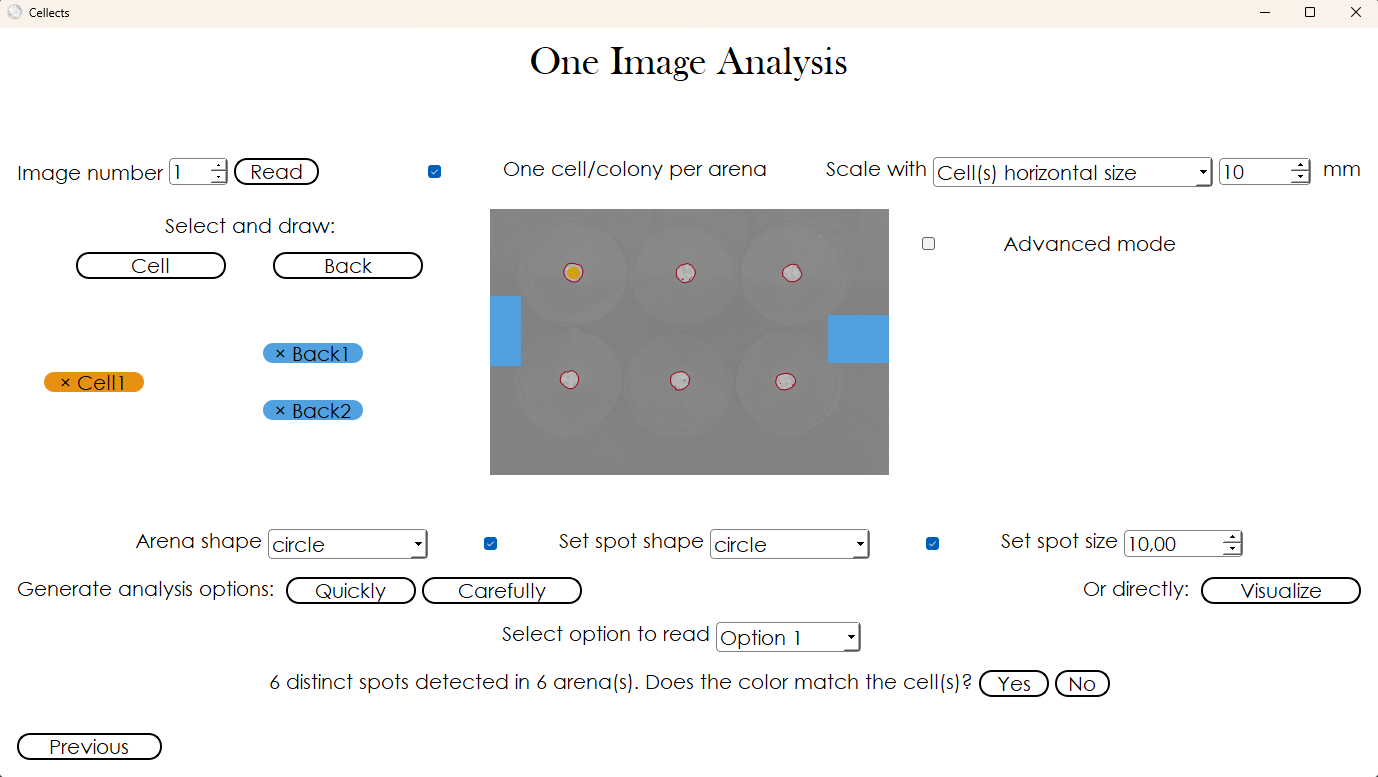 Cellects
One Image Analysis
Image number 1 Read One cell/colony per arena Scale with Cell(s) horizontal size 10 mm
Select and draw:
Advanced mode
Cell Back
× Back1
× Cell1
× Back2
Arena shape circle Set spot shape circle Set spot size 10,00
Generate analysis options: Quickly Carefully Or directly: Visualize
Select option to read Option 1
6 distinct spots detected in 6 arena(s). Does the color match the cell(s)? Yes No
Previous